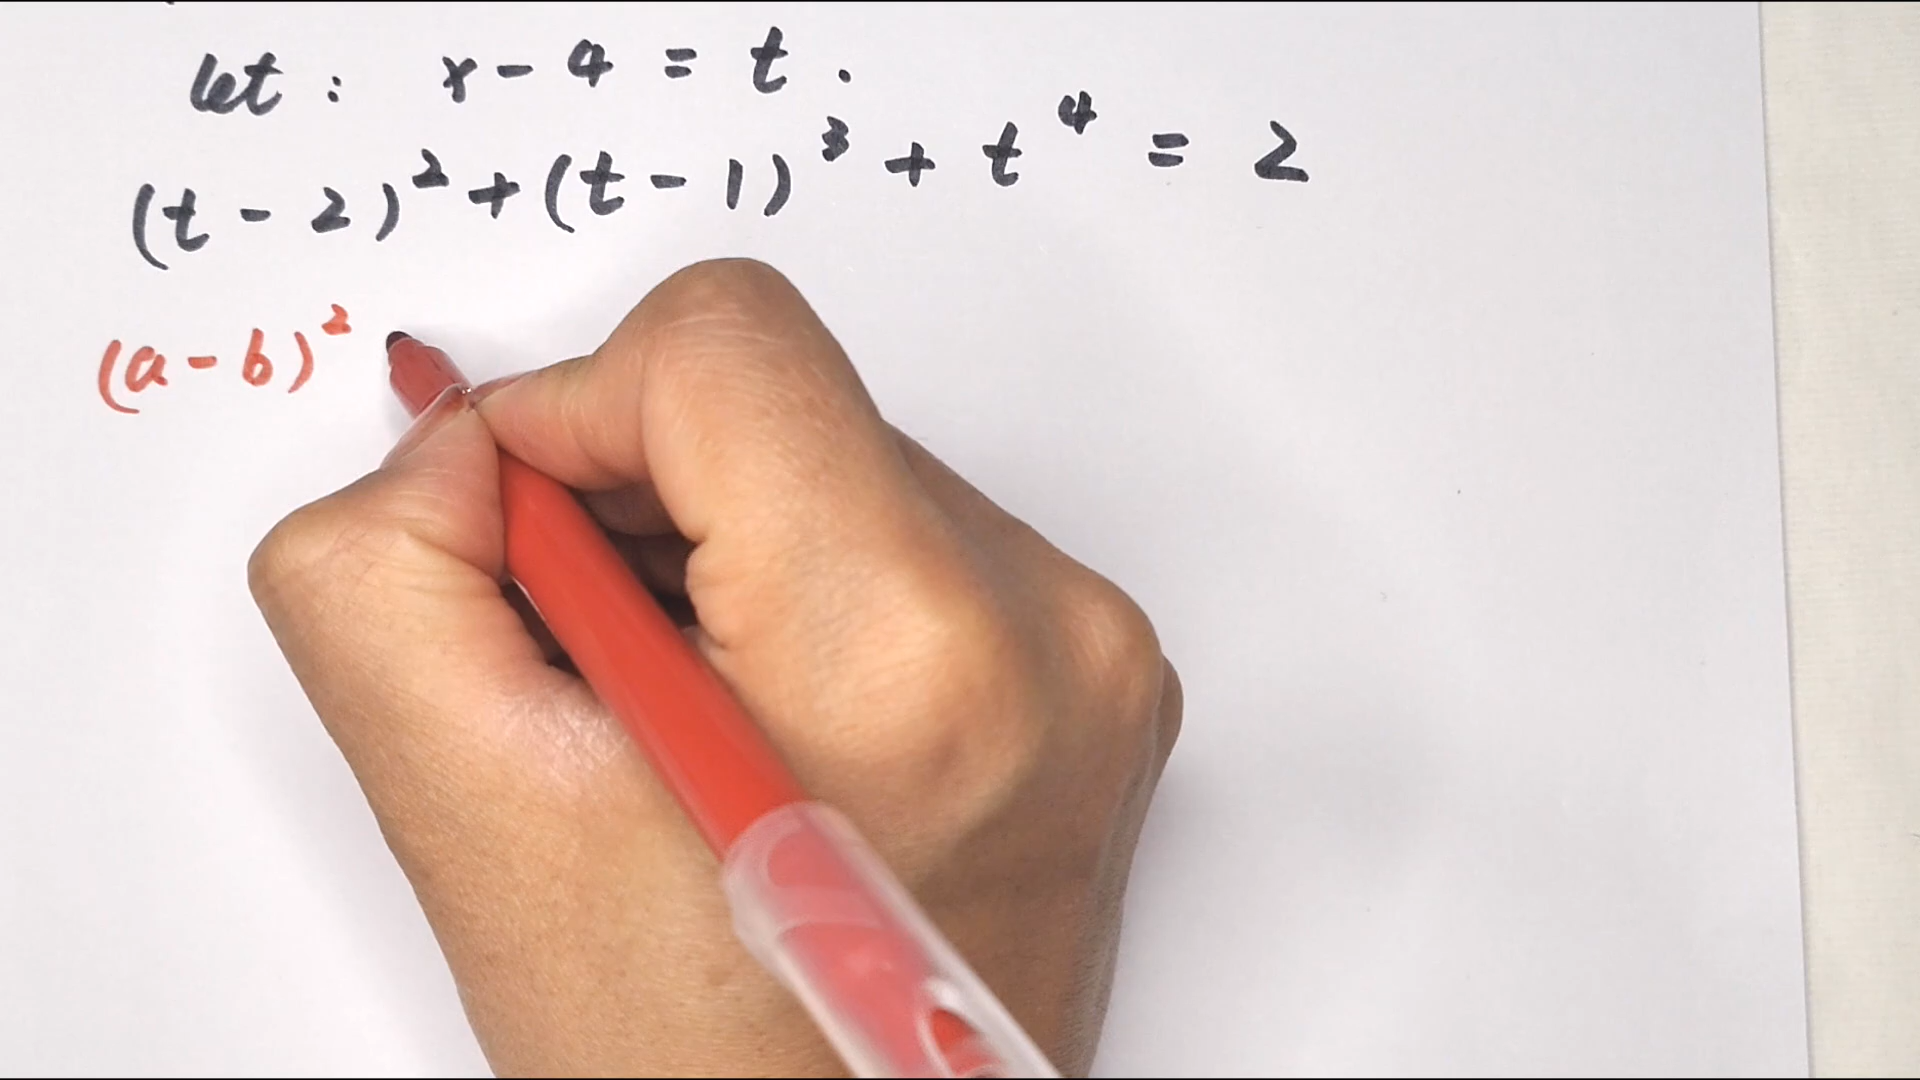 let : x - 4 = t .
(t - 2)² + (t - 1)³ + t⁴ = 2
(a - b)²